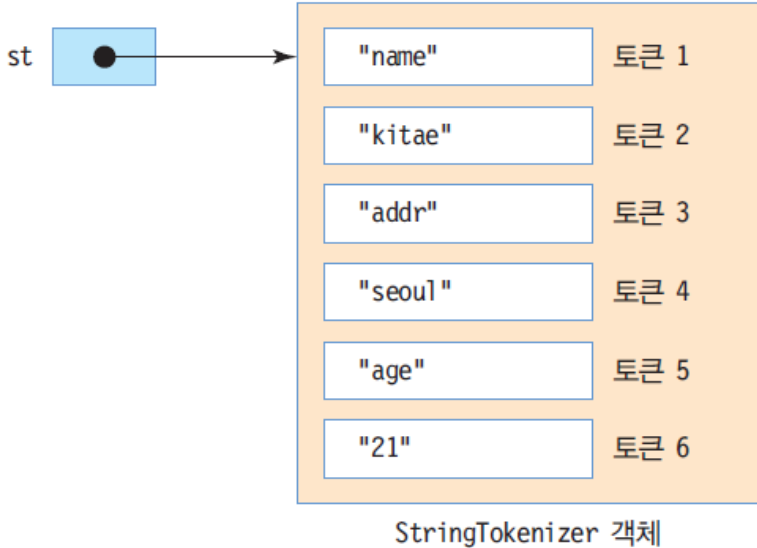 st
"name" 토큰 1
"kitae" 토큰 2
"addr" 토큰 3
"seoul" 토큰 4
"age" 토큰 5
"21" 토큰 6
StringTokenizer 객체